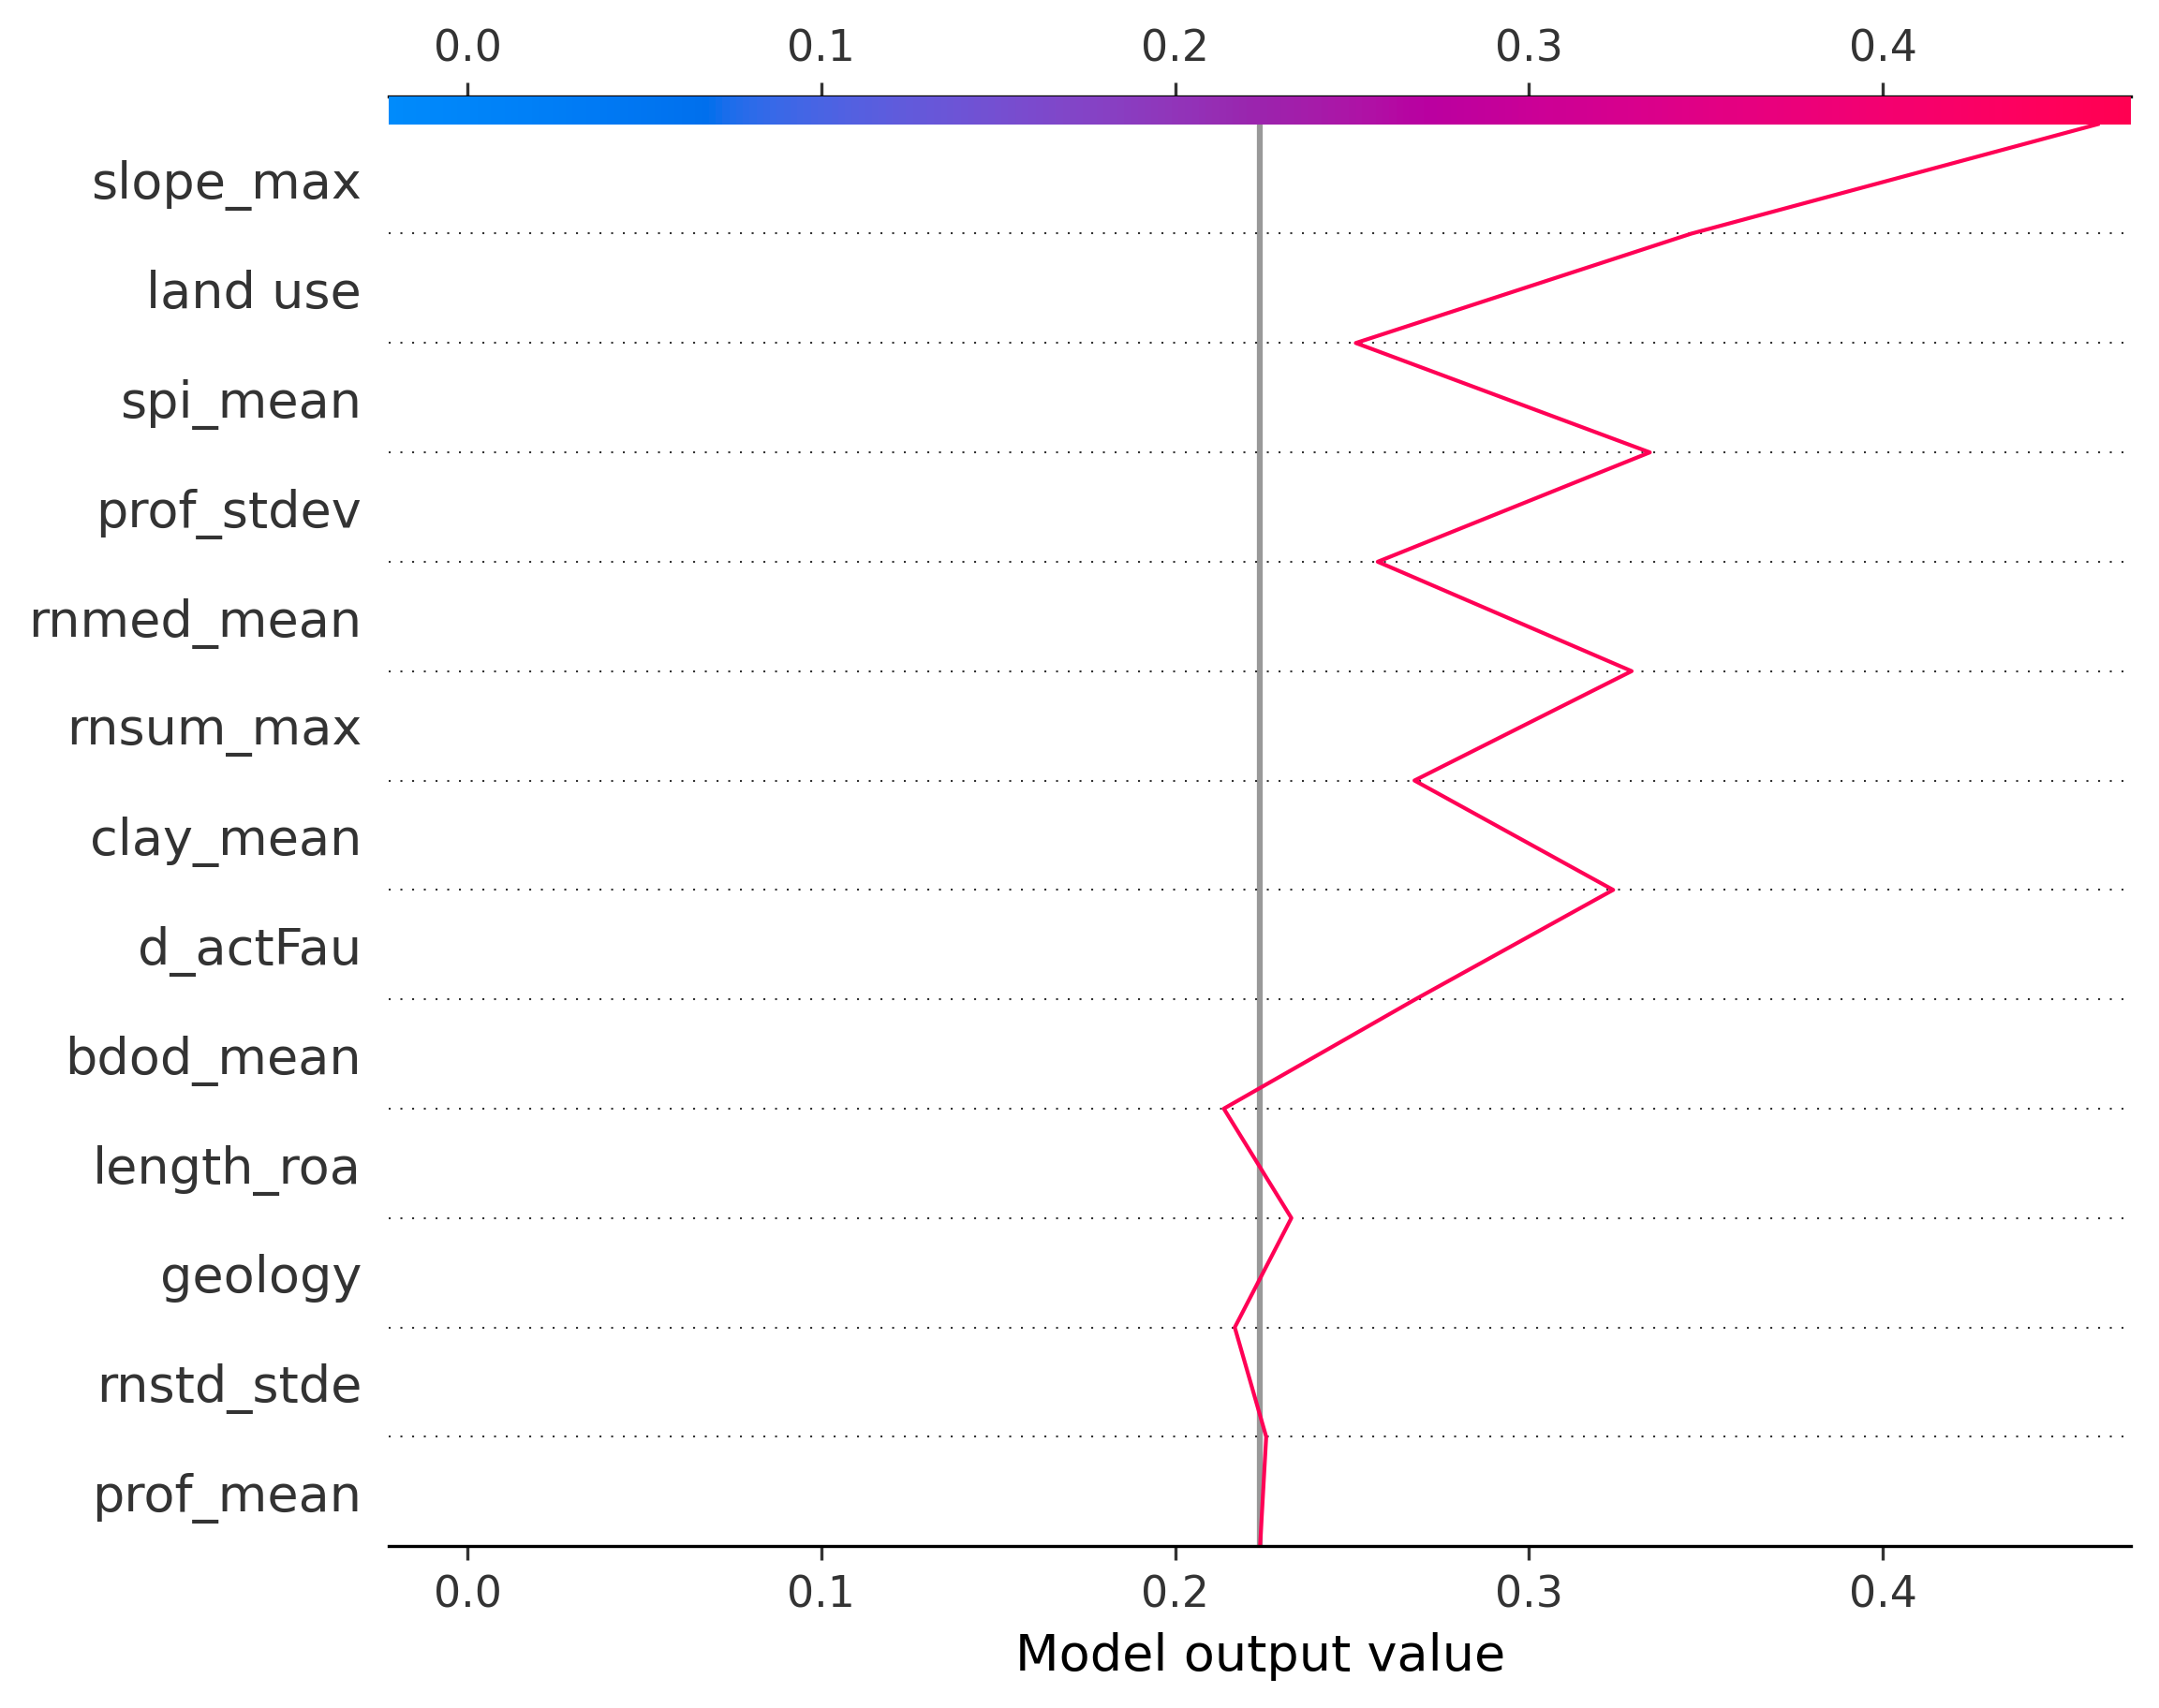 0.0 0.1 0.2 0.3 0.4
slope_max
land use
spi_mean
prof_stdev
rnmed_mean
rnsum_max
clay_mean
d_actFau
bdod_mean
length_roa
geology
rnstd_stde
prof_mean
0.0 0.1 0.2 0.3 0.4
Model output value